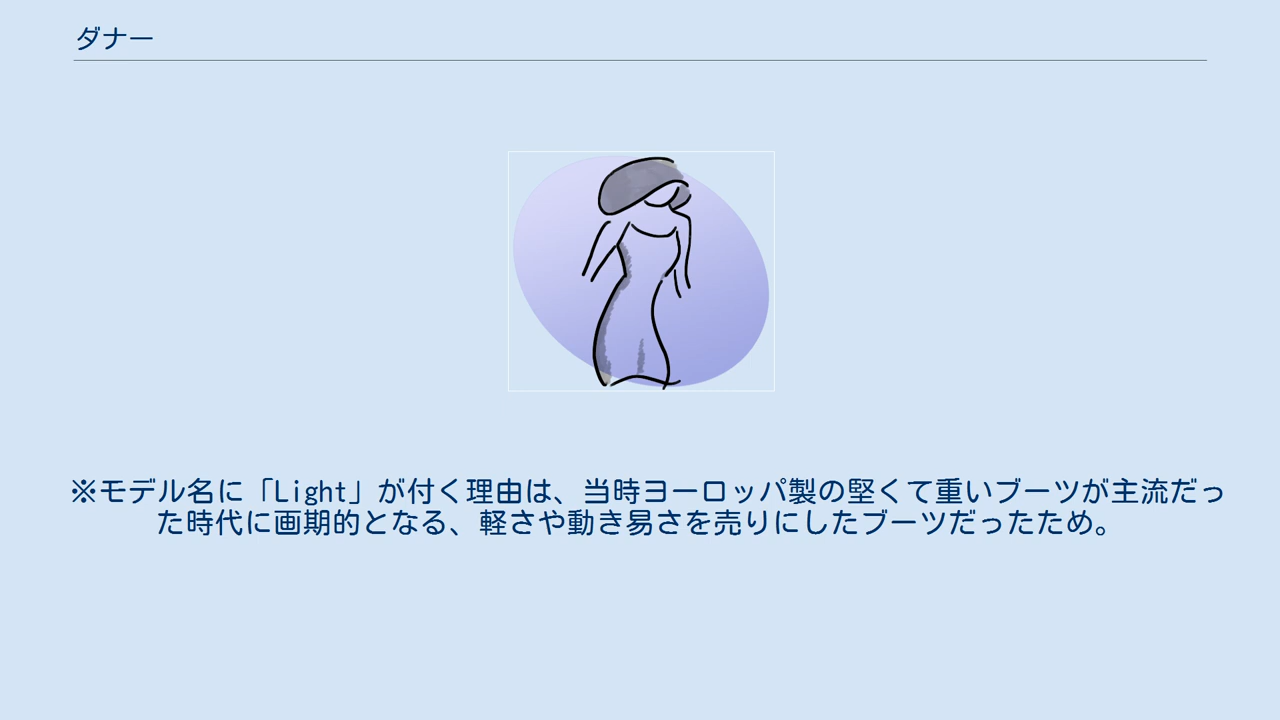 ダナー
※モデル名に「Light」が付く理由は、当時ヨーロッパ製の堅くて重いブーツが主流だっ
た時代に画期的となる、軽さや動き易さを売りにしたブーツだったため。